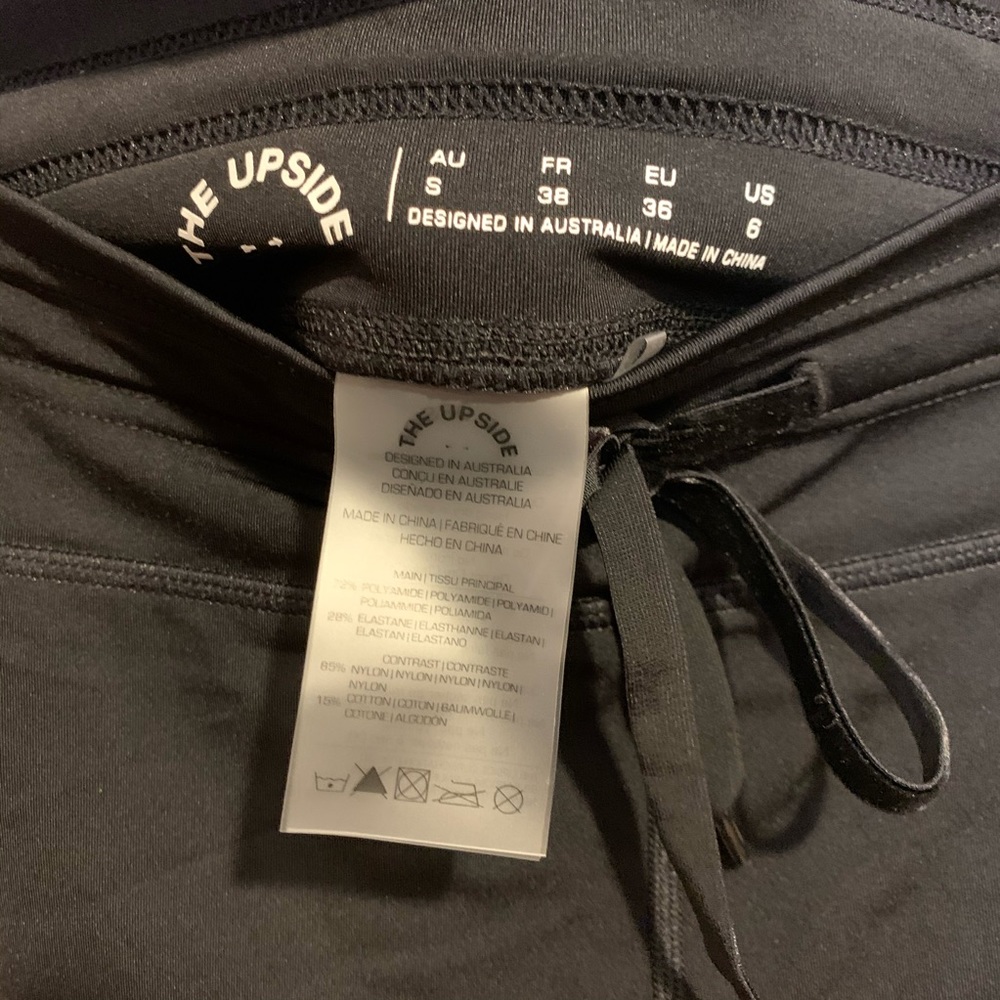 THE UPSIDE
AU FR EU US
S 38 36 6
DESIGNED IN AUSTRALIA | MADE IN CHINA
THE UPSIDE
DESIGNED IN AUSTRALIA
CONÇU EN AUSTRALIE
DISEÑADO EN AUSTRALIA
MADE IN CHINA | FABRIQUÉ EN CHINE
HECHO EN CHINA
MAIN | TISSU PRINCIPAL
72% POLYAMIDE | POLYAMIDE | POLYAMID |
POLIAMMIDE | POLIAMIDA
28% ELASTANE | ELASTHANNE | ELASTAN |
ELASTAN | ELASTANO
CONTRAST | CONTRASTE
85% NYLON | NYLON | NYLON | NYLON |
NYLON
15% COTTON | COTON | BAUMWOLLE |
COTONE | ALGODÓN